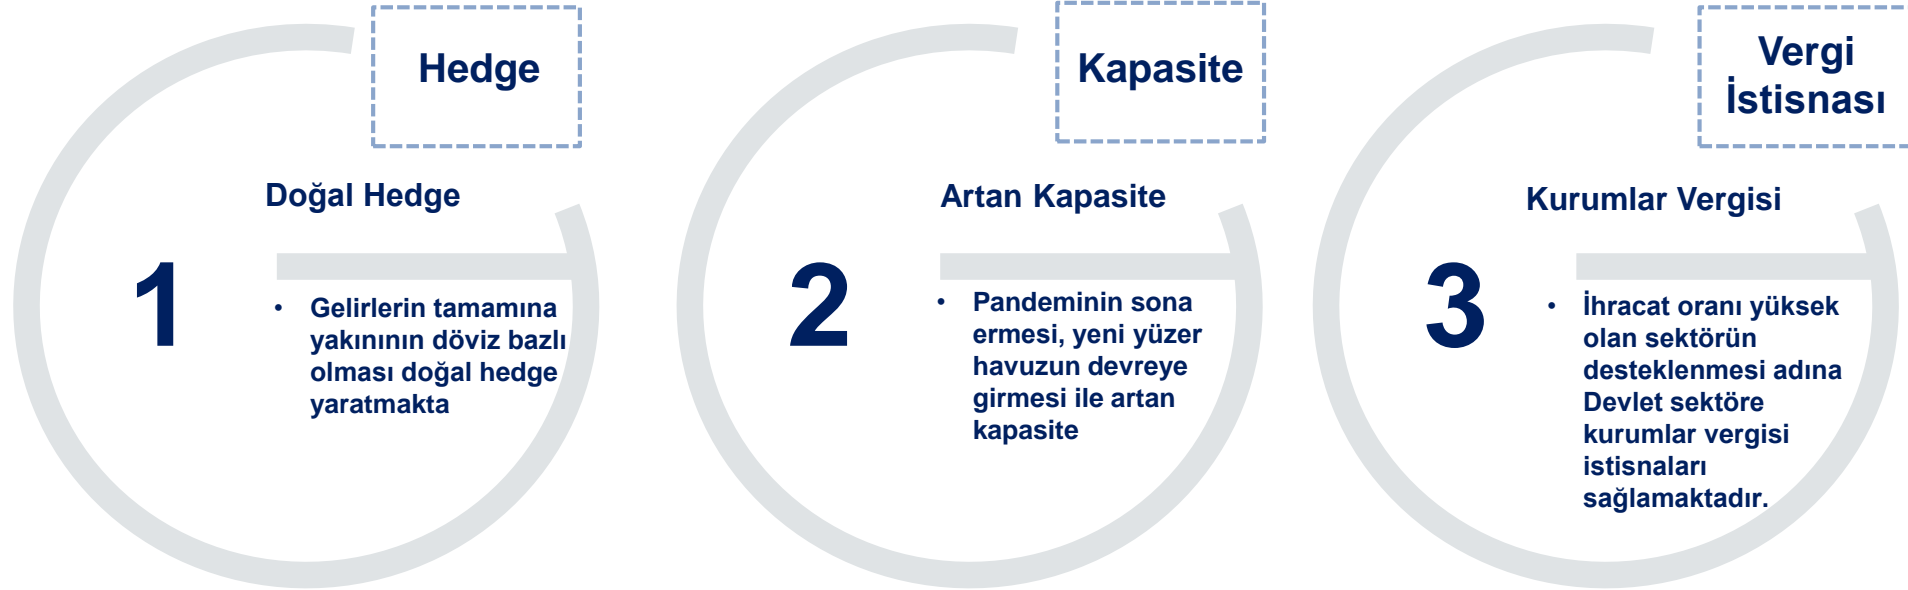 Hedge
Doğal Hedge
1
• Gelirlerin tamamına
yakınının döviz bazlı
olması doğal hedge
yaratmakta
Kapasite
Artan Kapasite
2
• Pandeminin sona
ermesi, yeni yüzer
havuzun devreye
girmesi ile artan
kapasite
Vergi
İstisnası
Kurumlar Vergisi
3
• İhracat oranı yüksek
olan sektörün
desteklenmesi adına
Devlet sektöre
kurumlar vergisi
istisnaları
sağlamaktadır.